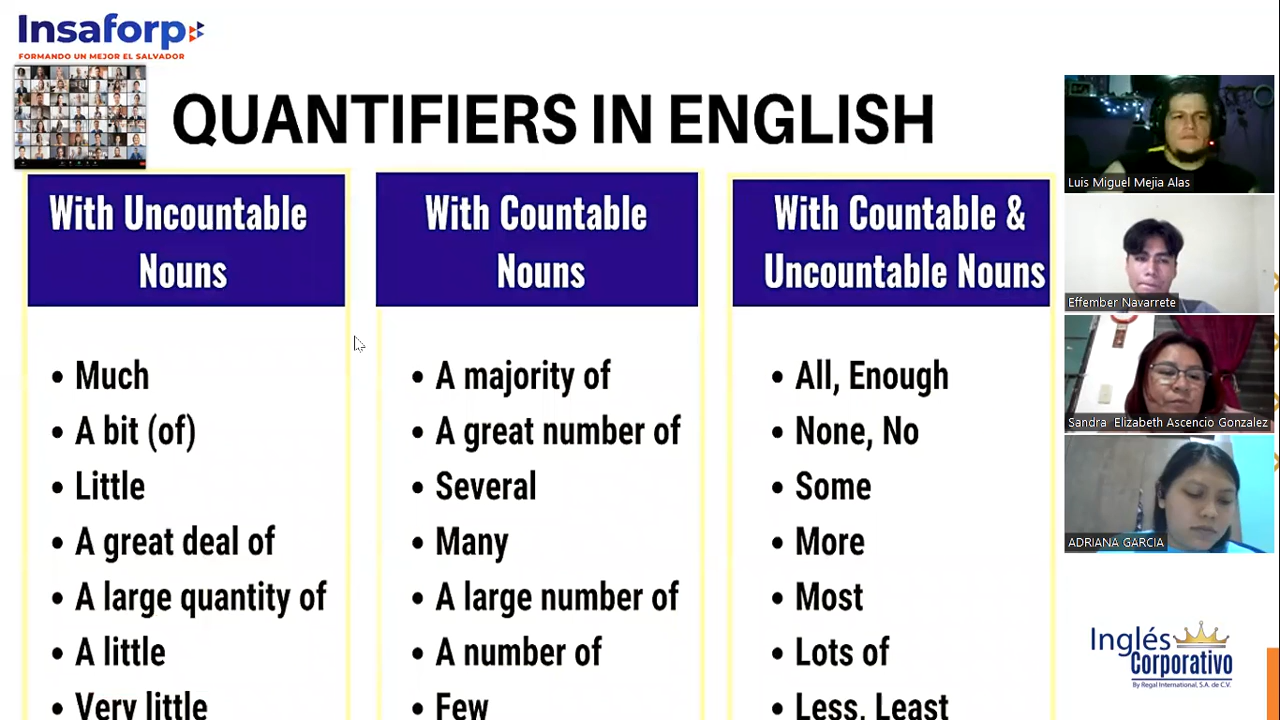 Insaforp
FORMANDO UN MEJOR EL SALVADOR
QUANTIFIERS IN ENGLISH
With Uncountable
Nouns
• Much
• A bit (of)
• Little
• A great deal of
• A large quantity of
• A little
• Very little
With Countable
Nouns
• A majority of
• A great number of
• Several
• Many
• A large number of
• A number of
• Few
With Countable &
Uncountable Nouns
• All, Enough
• None, No
• Some
• More
• Most
• Lots of
• Less, Least
Luis Miguel Mejia Alas
Effember Navarrete
Sandra Elizabeth Ascencio Gonzalez
ADRIANA GARCIA
Inglés
Corporativo
By Regal International, S.A. de C.V.